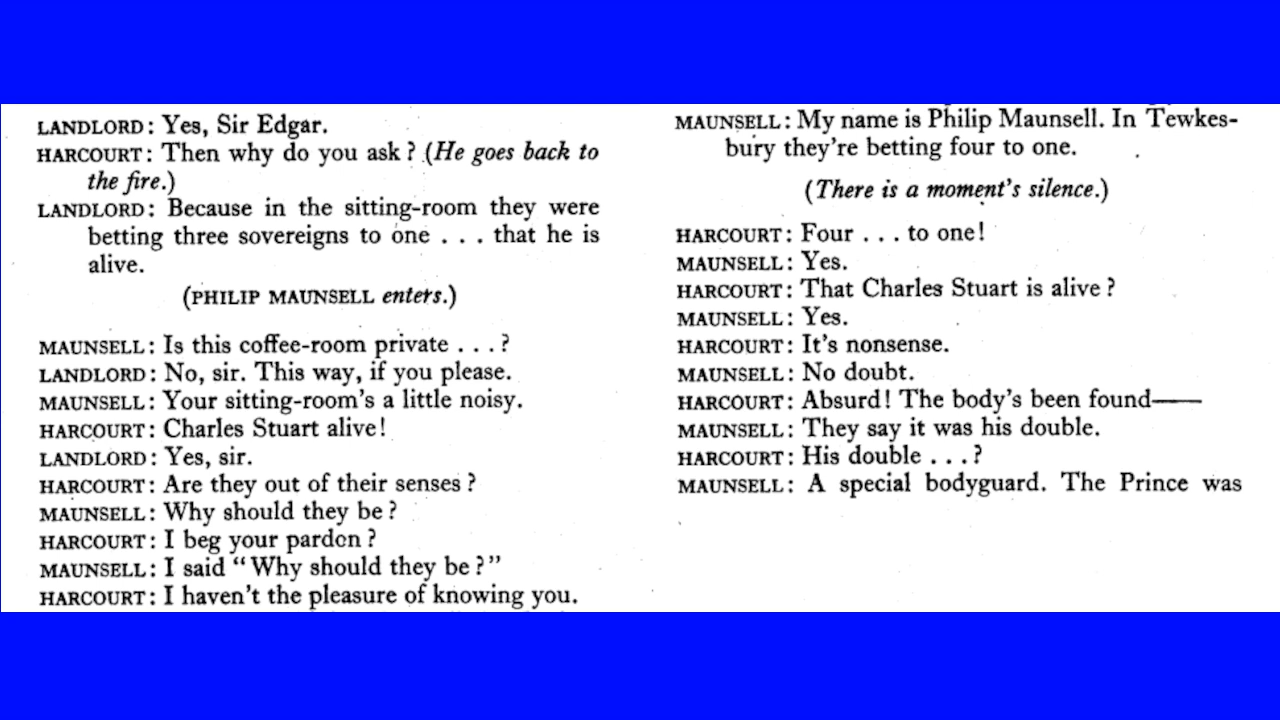 LANDLORD: Yes, Sir Edgar.
HARCOURT: Then why do you ask? (He goes back to
the fire.)
LANDLORD: Because in the sitting-room they were
betting three sovereigns to one . . . that he is
alive.
(PHILIP MAUNSELL enters.)
MAUNSELL: Is this coffee-room private . . . ?
LANDLORD: No, sir. This way, if you please.
MAUNSELL: Your sitting-room's a little noisy.
HARCOURT: Charles Stuart alive!
LANDLORD: Yes, sir.
HARCOURT: Are they out of their senses?
MAUNSELL: Why should they be?
HARCOURT: I beg your pardon?
MAUNSELL: I said "Why should they be?"
HARCOURT: I haven't the pleasure of knowing you.
MAUNSELL: My name is Philip Maunsell. In Tewkes-
bury they're betting four to one.
(There is a moment's silence.)
HARCOURT: Four . . . to one!
MAUNSELL: Yes.
HARCOURT: That Charles Stuart is alive?
MAUNSELL: Yes.
HARCOURT: It's nonsense.
MAUNSELL: No doubt.
HARCOURT: Absurd! The body's been found——
MAUNSELL: They say it was his double.
HARCOURT: His double . . . ?
MAUNSELL: A special bodyguard. The Prince was